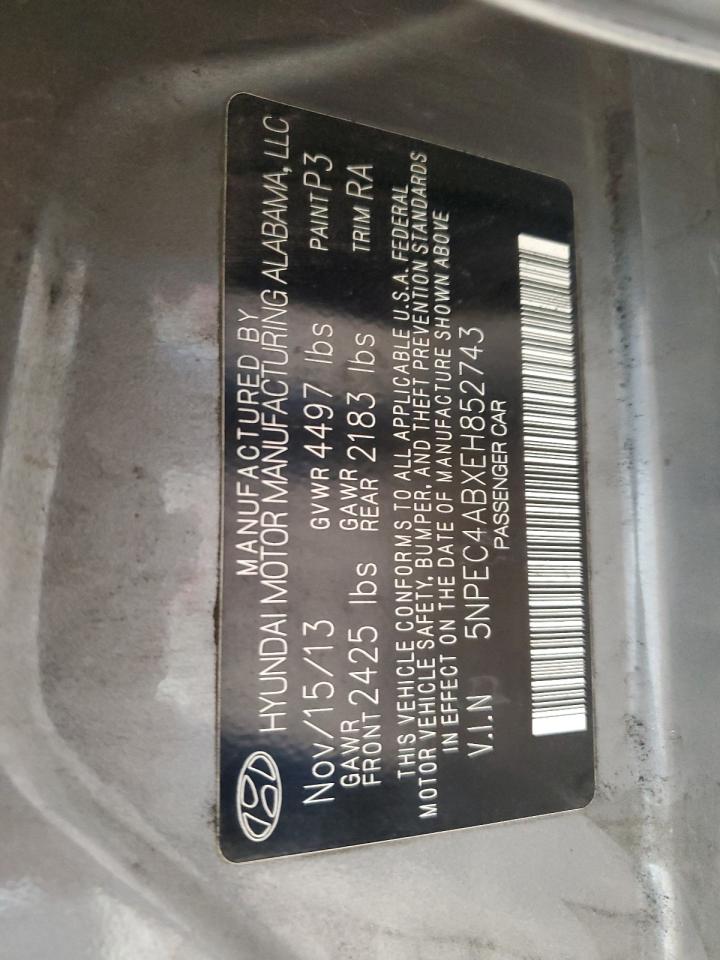 MANUFACTURED BY
HYUNDAI MOTOR MANUFACTURING ALABAMA, LLC
Nov/15/13 GVWR 4497 lbs PAINT P3
GAWR FRONT 2425 lbs GAWR REAR 2183 lbs TRIM RA
THIS VEHICLE CONFORMS TO ALL APPLICABLE U.S.A. FEDERAL
MOTOR VEHICLE SAFETY, BUMPER, AND THEFT PREVENTION STANDARDS
IN EFFECT ON THE DATE OF MANUFACTURE SHOWN ABOVE
V.I.N 5NPEC4ABXEH852743
PASSENGER CAR